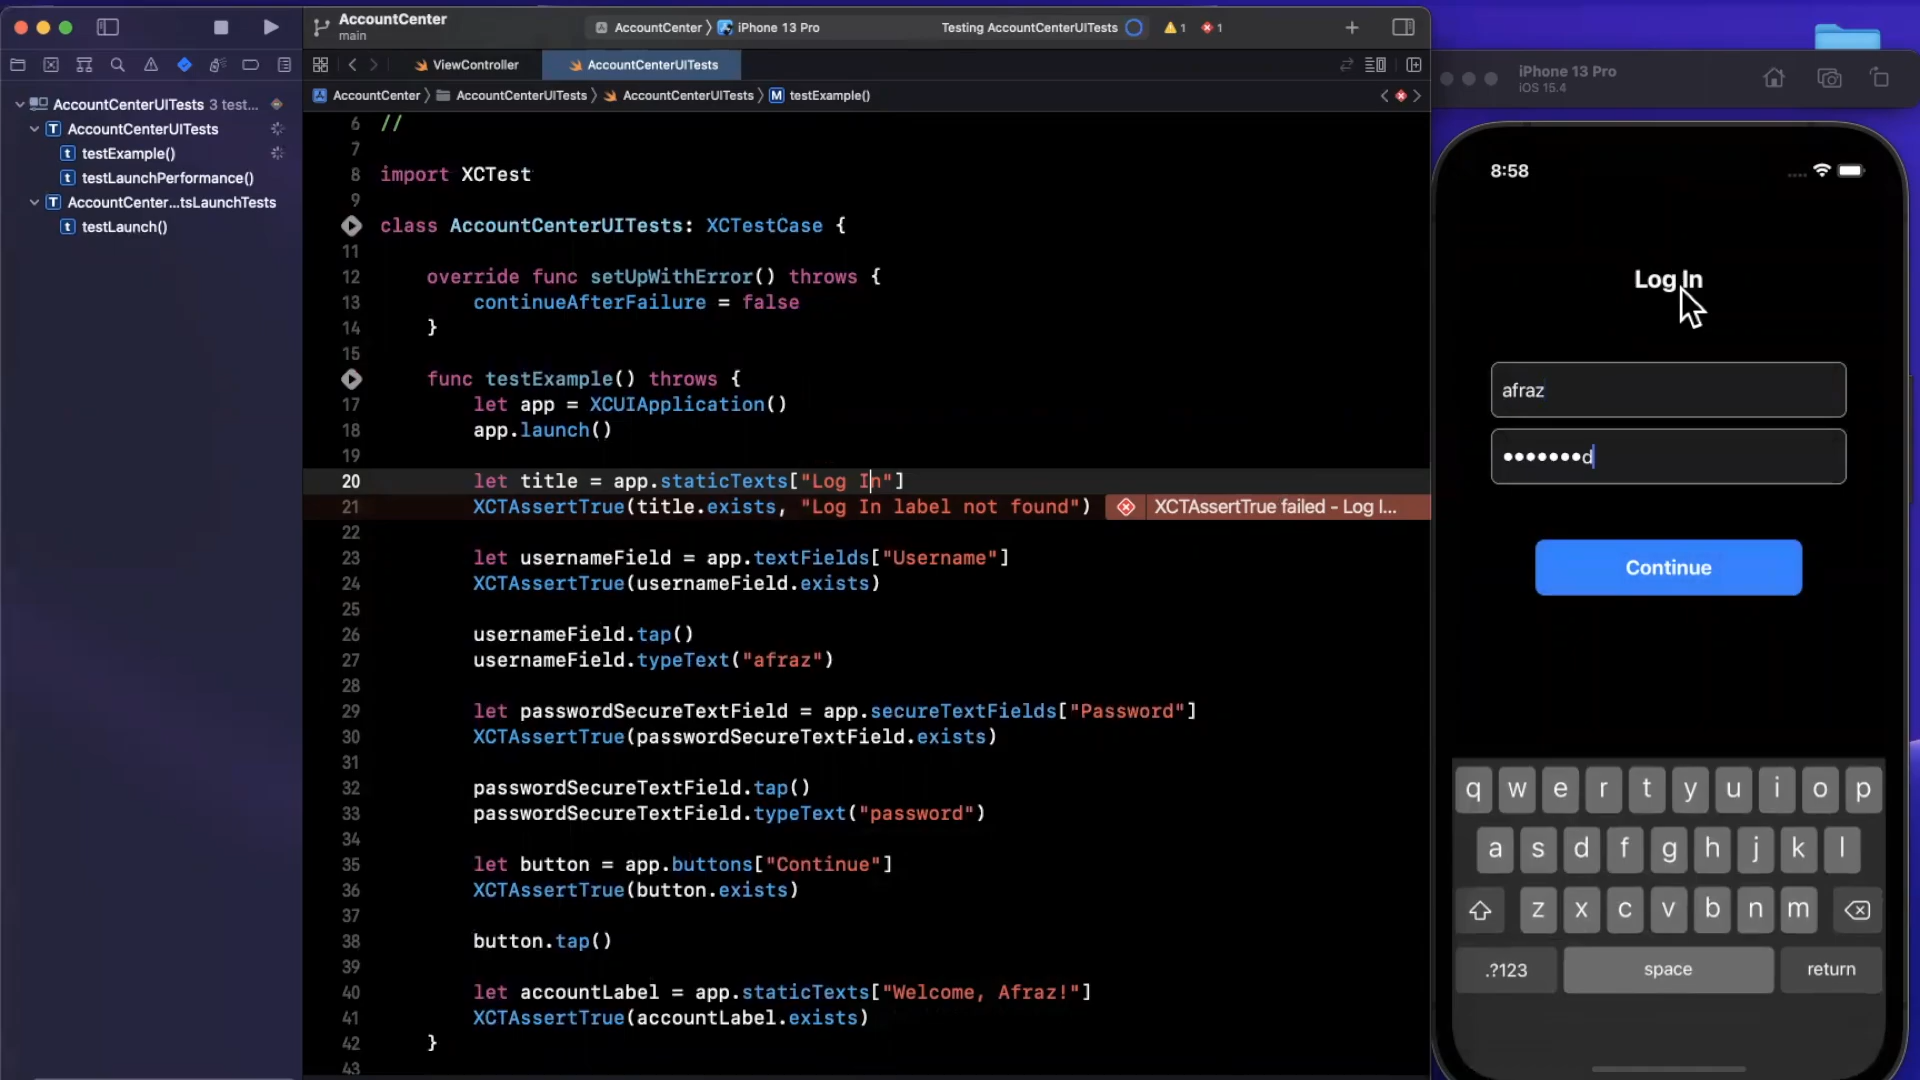 AccountCenter
main
AccountCenter
iPhone 13 Pro
Testing AccountCenterUITests
1
1
ViewController
AccountCenterUITests
AccountCenter
AccountCenterUITests
AccountCenterUITests
M testExample()
AccountCenterUITests 3 test...
T AccountCenterUITests
t testExample()
t testLaunchPerformance()
T AccountCenter...tsLaunchTests
t testLaunch()
6 //
7
8 import XCTest
9
class AccountCenterUITests: XCTestCase {
11
12 override func setUpWithError() throws {
13 continueAfterFailure = false
14 }
15
func testExample() throws {
17 let app = XCUIApplication()
18 app.launch()
19
20 let title = app.staticTexts["Log In"]
21 XCTAssertTrue(title.exists, "Log In label not found") XCTAssertTrue failed - Log I...
22
23 let usernameField = app.textFields["Username"]
24 XCTAssertTrue(usernameField.exists)
25
26 usernameField.tap()
27 usernameField.typeText("afraz")
28
29 let passwordSecureTextField = app.secureTextFields["Password"]
30 XCTAssertTrue(passwordSecureTextField.exists)
31
32 passwordSecureTextField.tap()
33 passwordSecureTextField.typeText("password")
34
35 let button = app.buttons["Continue"]
36 XCTAssertTrue(button.exists)
37
38 button.tap()
39
40 let accountLabel = app.staticTexts["Welcome, Afraz!"]
41 XCTAssertTrue(accountLabel.exists)
42 }
43
iPhone 13 Pro
iOS 15.4
8:58
Log In
afraz
•••••••d
Continue
q w e r t y u i o p
a s d f g h j k l
z x c v b n m
.?123 space return